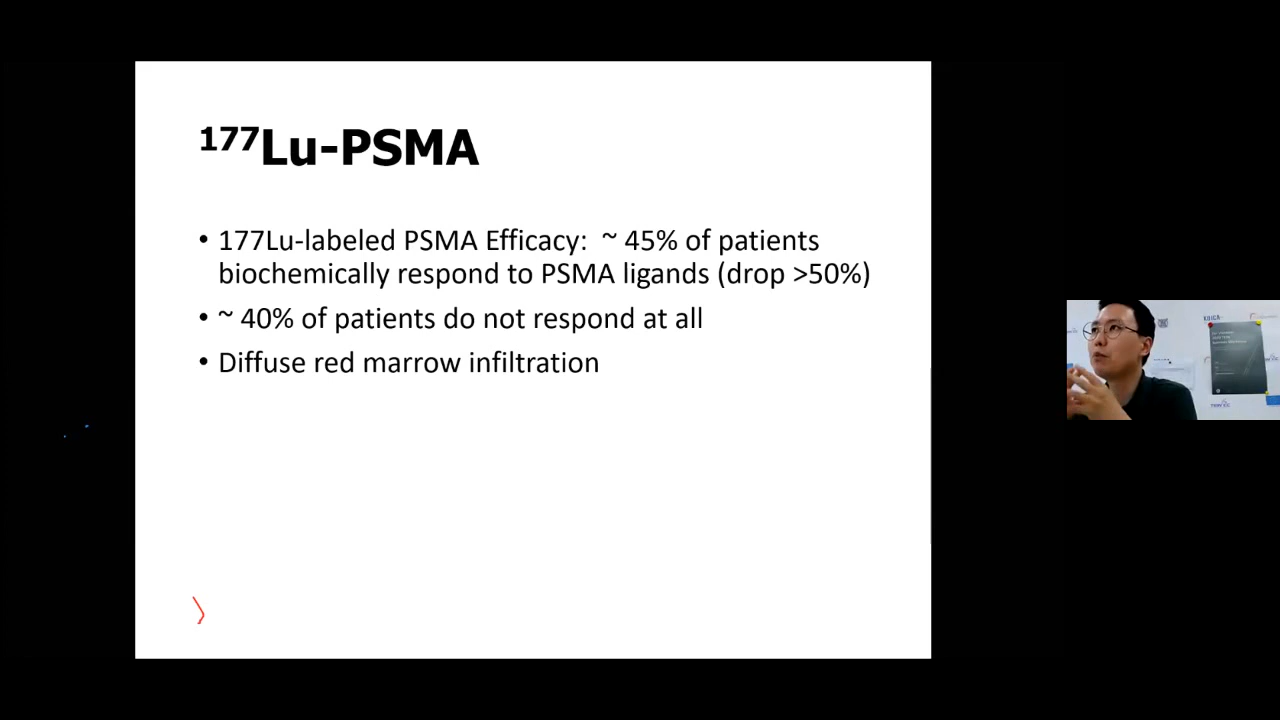 ¹⁷⁷Lu-PSMA
• 177Lu-labeled PSMA Efficacy: ~ 45% of patients
biochemically respond to PSMA ligands (drop >50%)
• ~ 40% of patients do not respond at all
• Diffuse red marrow infiltration